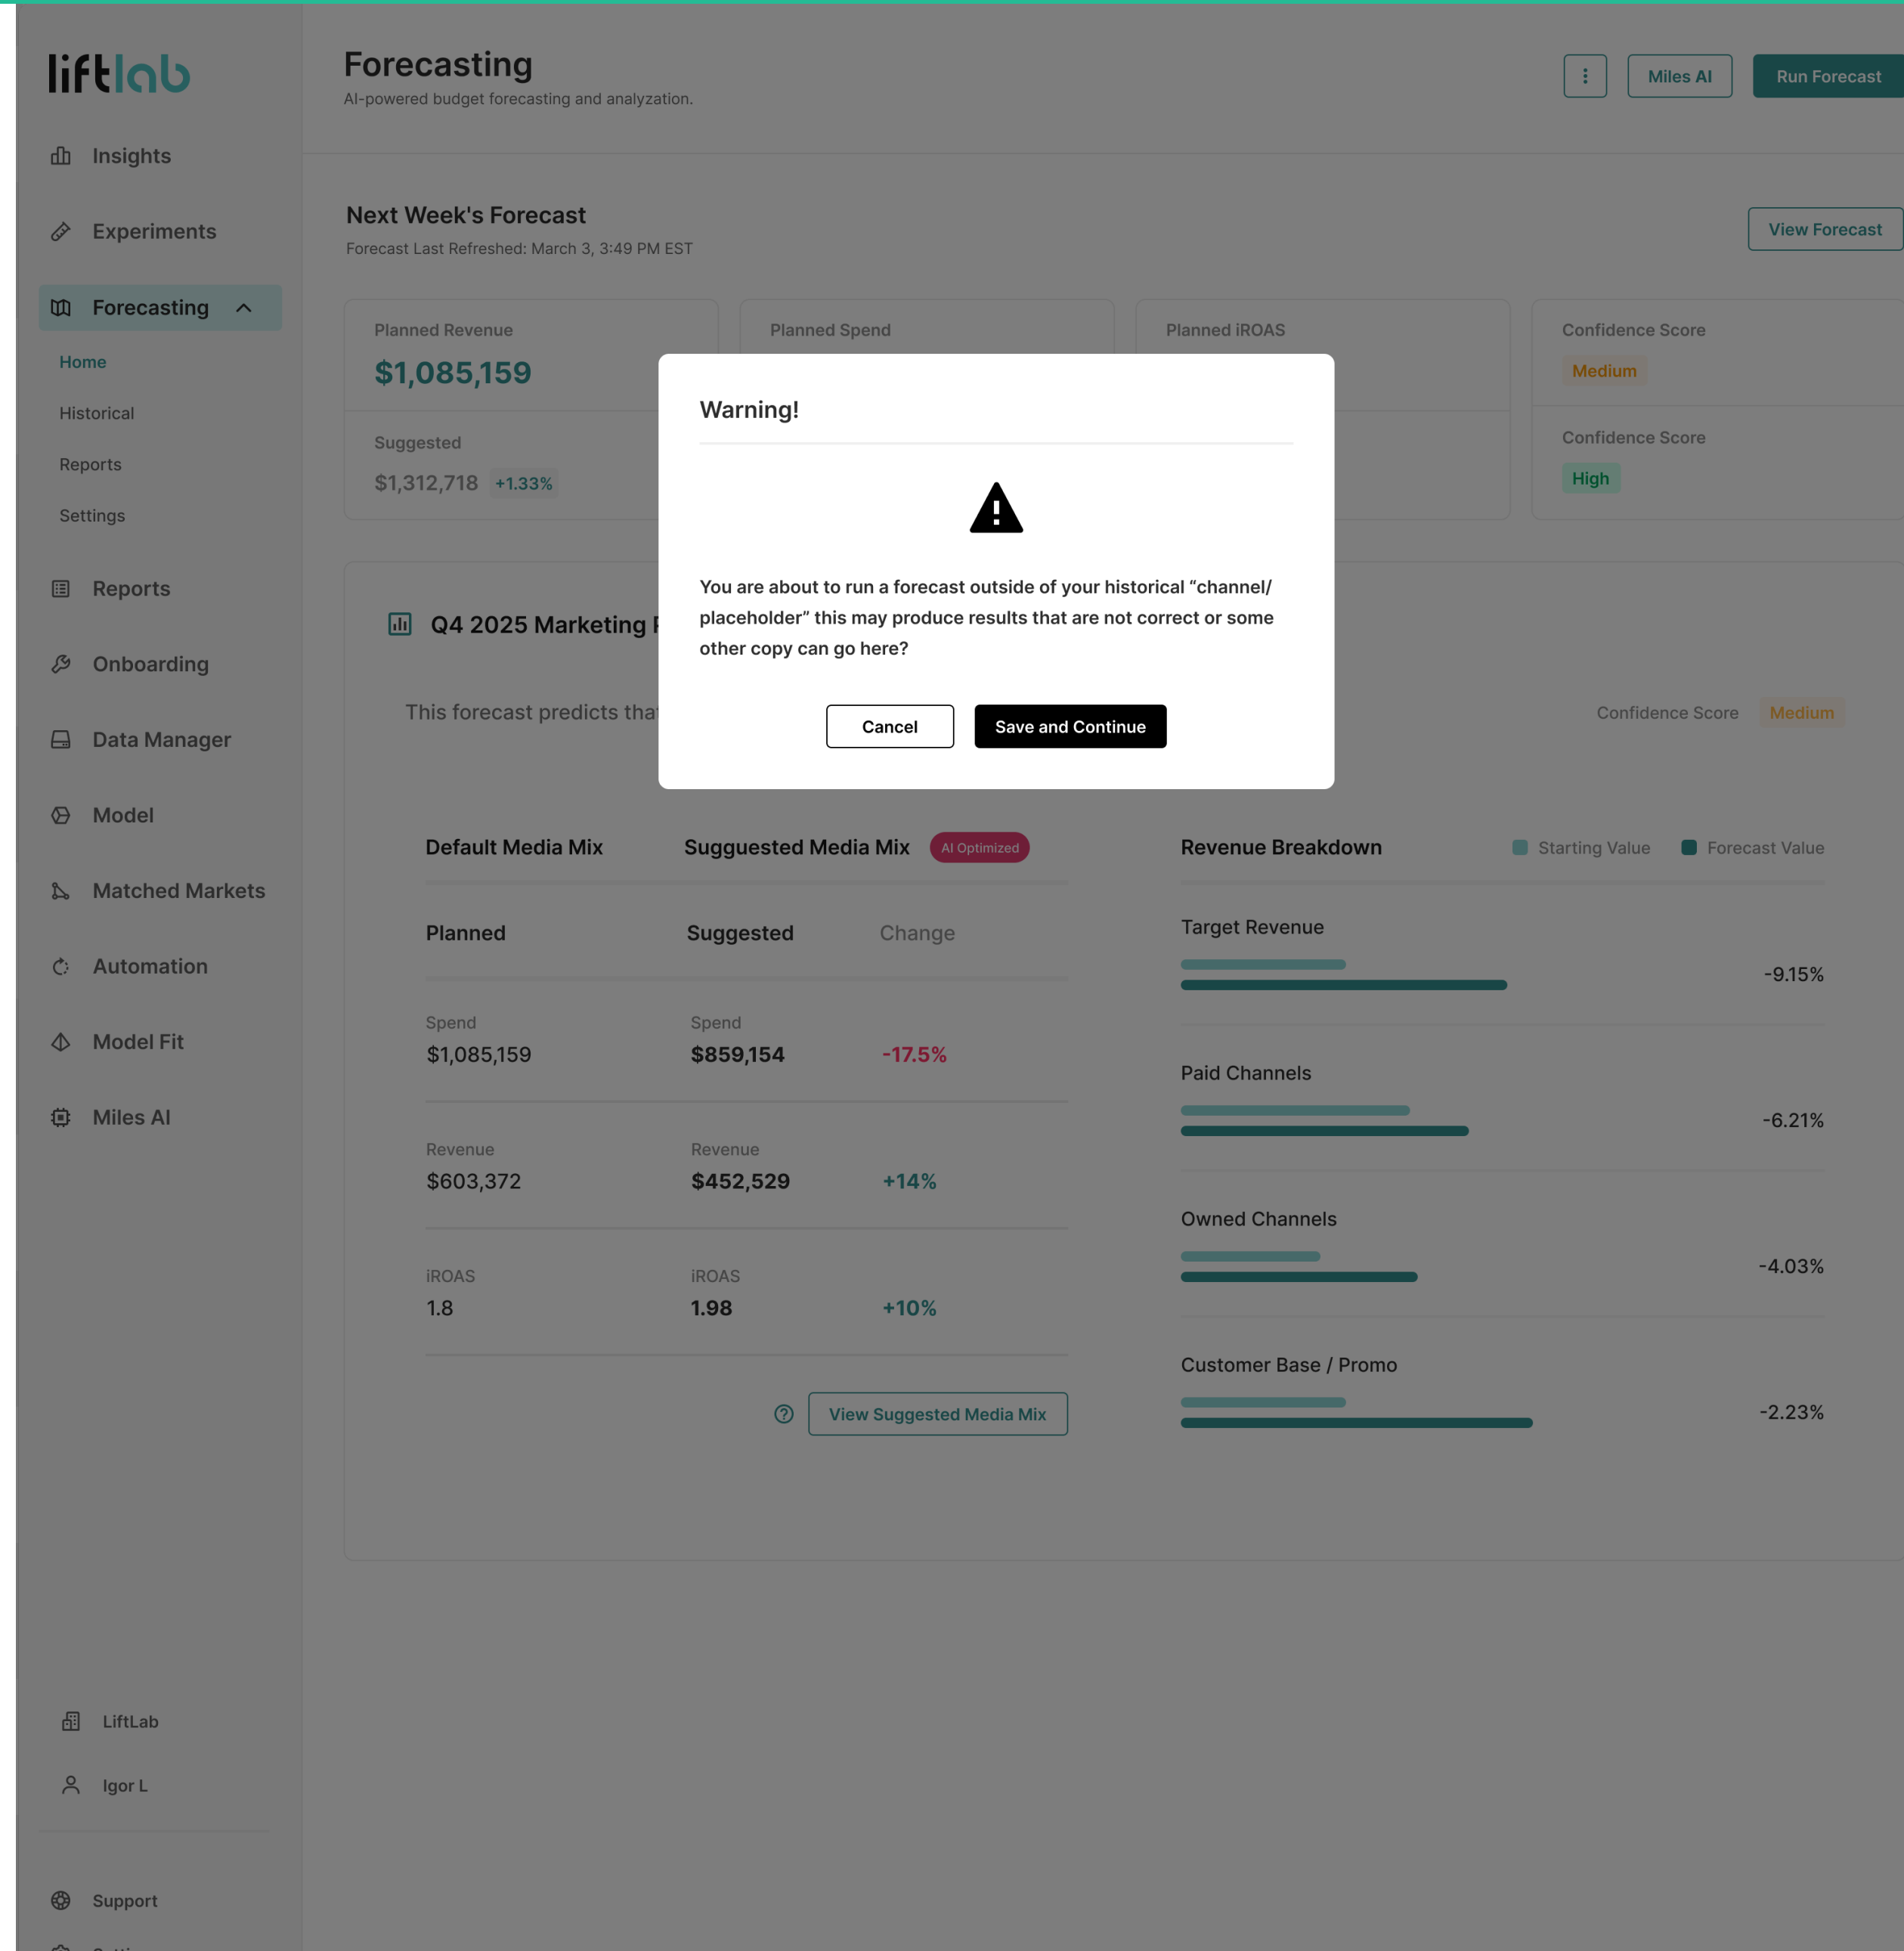 liftlab
Forecasting
AI-powered budget forecasting and analyzation.
Miles AI
Run Forecast
Insights
Experiments
Forecasting
Home
Historical
Reports
Settings
Reports
Onboarding
Data Manager
Model
Matched Markets
Automation
Model Fit
Miles AI
LiftLab
Igor L
Support
Next Week's Forecast
Forecast Last Refreshed: March 3, 3:49 PM EST
View Forecast
Planned Revenue
$1,085,159
Suggested
$1,312,718 +1.33%
Planned Spend
Planned iROAS
Confidence Score
Medium
Confidence Score
High
Warning!
You are about to run a forecast outside of your historical “channel/
placeholder” this may produce results that are not correct or some
other copy can go here?
Cancel
Save and Continue
Q4 2025 Marketing
This forecast predicts that
Confidence Score Medium
Default Media Mix
Sugguested Media Mix
AI Optimized
Planned Suggested Change
Spend Spend
$1,085,159 $859,154 -17.5%
Revenue Revenue
$603,372 $452,529 +14%
iROAS iROAS
1.8 1.98 +10%
View Suggested Media Mix
Revenue Breakdown
Starting Value
Forecast Value
Target Revenue
-9.15%
Paid Channels
-6.21%
Owned Channels
-4.03%
Customer Base / Promo
-2.23%